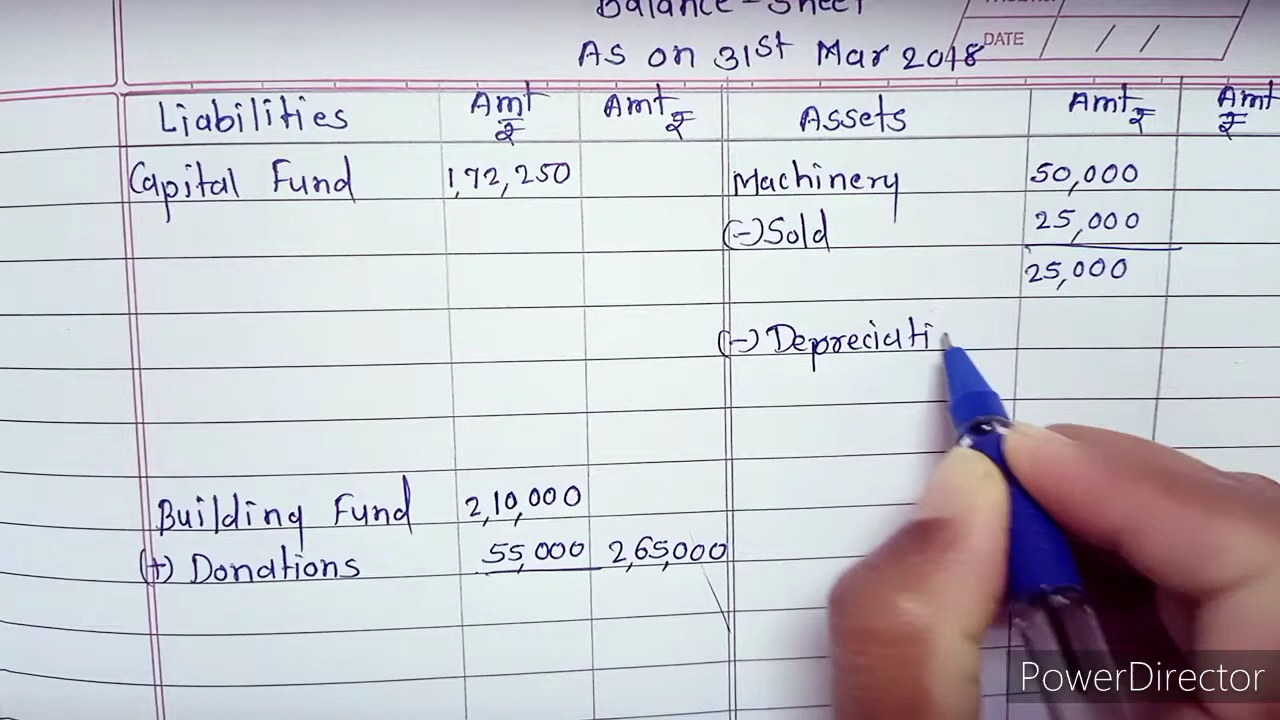 Balance-Sheet
As on 31st Mar 2018
DATE / /
Liabilities Amt ₹ Amt ₹ Assets Amt ₹ Amt ₹
Capital Fund 1,72,250 Machinery 50,000
(-) Sold 25,000
25,000
(-) Depreciati
Building Fund 2,10,000
(+) Donations 55,000 2,65,000
PowerDirector